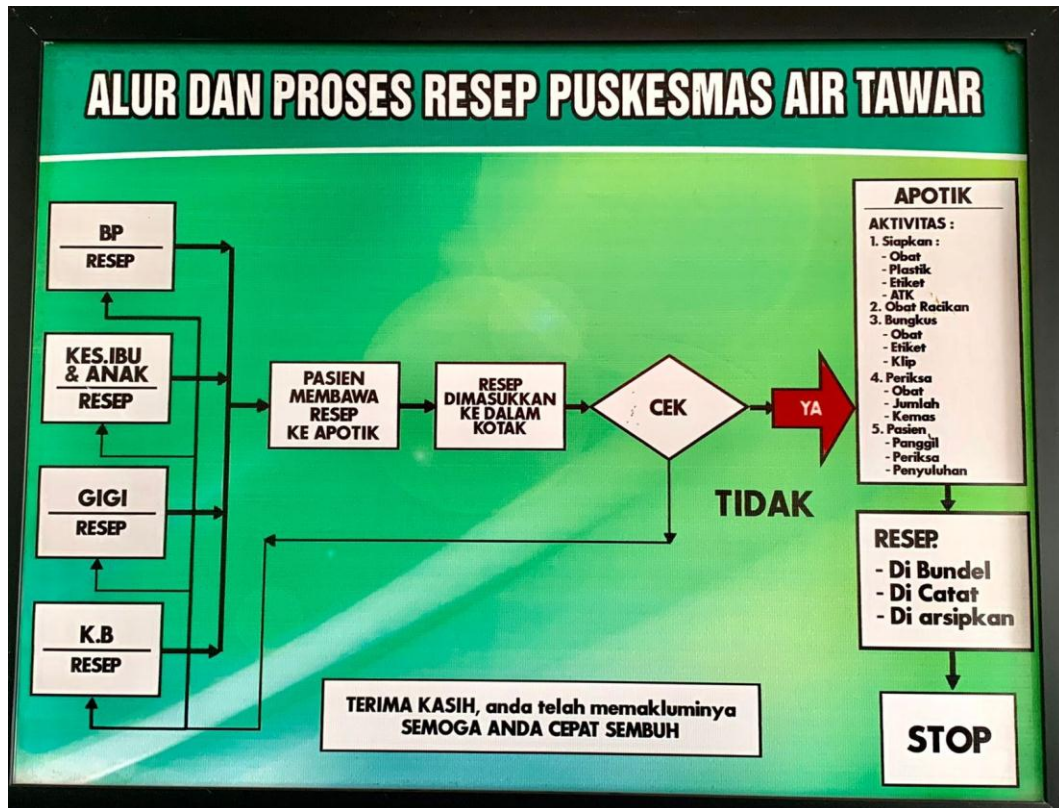 ALUR DAN PROSES RESEP PUSKESMAS AIR TAWAR
BP
RESEP
KES.IBU
& ANAK
RESEP
GIGI
RESEP
K.B
RESEP
PASIEN
MEMBAWA
RESEP
KE APOTIK
RESEP
DIMASUKKAN
KE DALAM
KOTAK
CEK
YA
TIDAK
APOTIK
AKTIVITAS :
1. Siapkan :
- Obat
- Plastik
- Etiket
- ATK
2. Obat Racikan
3. Bungkus
- Obat
- Etiket
- Klip
4. Periksa
- Obat
- Jumlah
- Kemas
5. Pasien
- Panggil
- Periksa
- Penyuluhan
RESEP.
- Di Bundel
- Di Catat
- Di arsipkan
STOP
TERIMA KASIH, anda telah memakluminya
SEMOGA ANDA CEPAT SEMBUH